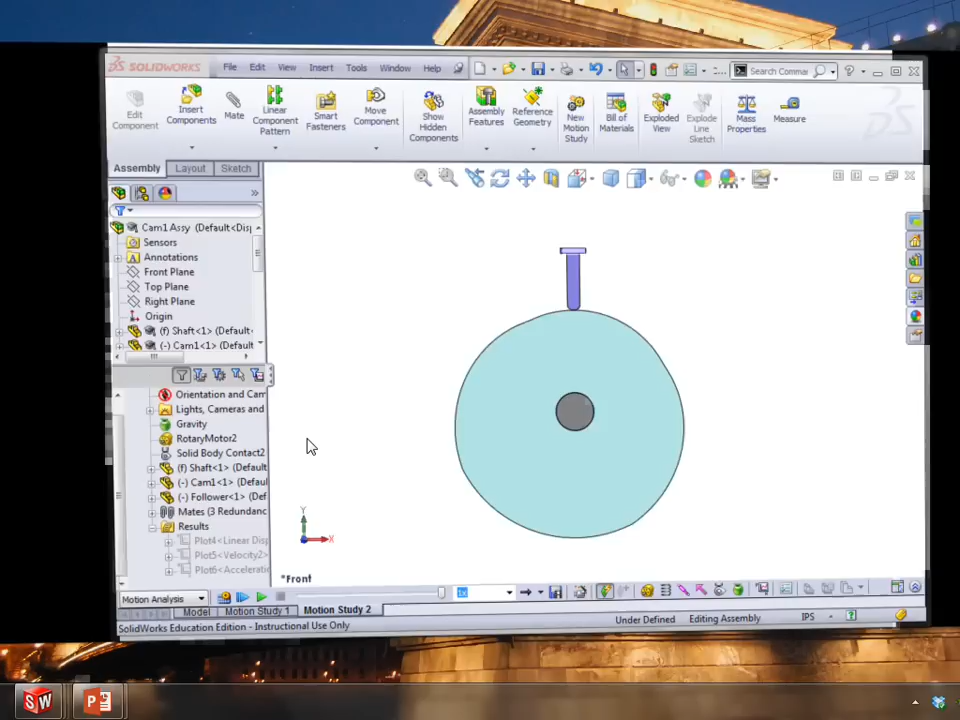 SOLIDWORKS File Edit View Insert Tools Window Help Search Commar
Edit Component
Insert Components
Mate
Linear Component Pattern
Smart Fasteners
Move Component
Show Hidden Components
Assembly Features
Reference Geometry
New Motion Study
Bill of Materials
Exploded View
Explode Line Sketch
Mass Properties
Measure
Assembly Layout Sketch
Cam1 Assy (Default<Disp
Sensors
Annotations
Front Plane
Top Plane
Right Plane
Origin
(f) Shaft<1> (Default‹
(-) Cam1<1> (Default
Orientation and Cam
Lights, Cameras and
Gravity
RotaryMotor2
Solid Body Contact2
(f) Shaft<1> (Default
(-) Cam1<1> (Default
(-) Follower<1> (Def
Mates (3 Redundanc
Results
Plot4<Linear Disp
Plot5<Velocity2>
Plot6<Acceleratio
Y
X
*Front
Motion Analysis 1x
Model Motion Study 1 Motion Study 2
SolidWorks Education Edition - Instructional Use Only Under Defined Editing Assembly IPS
SW P